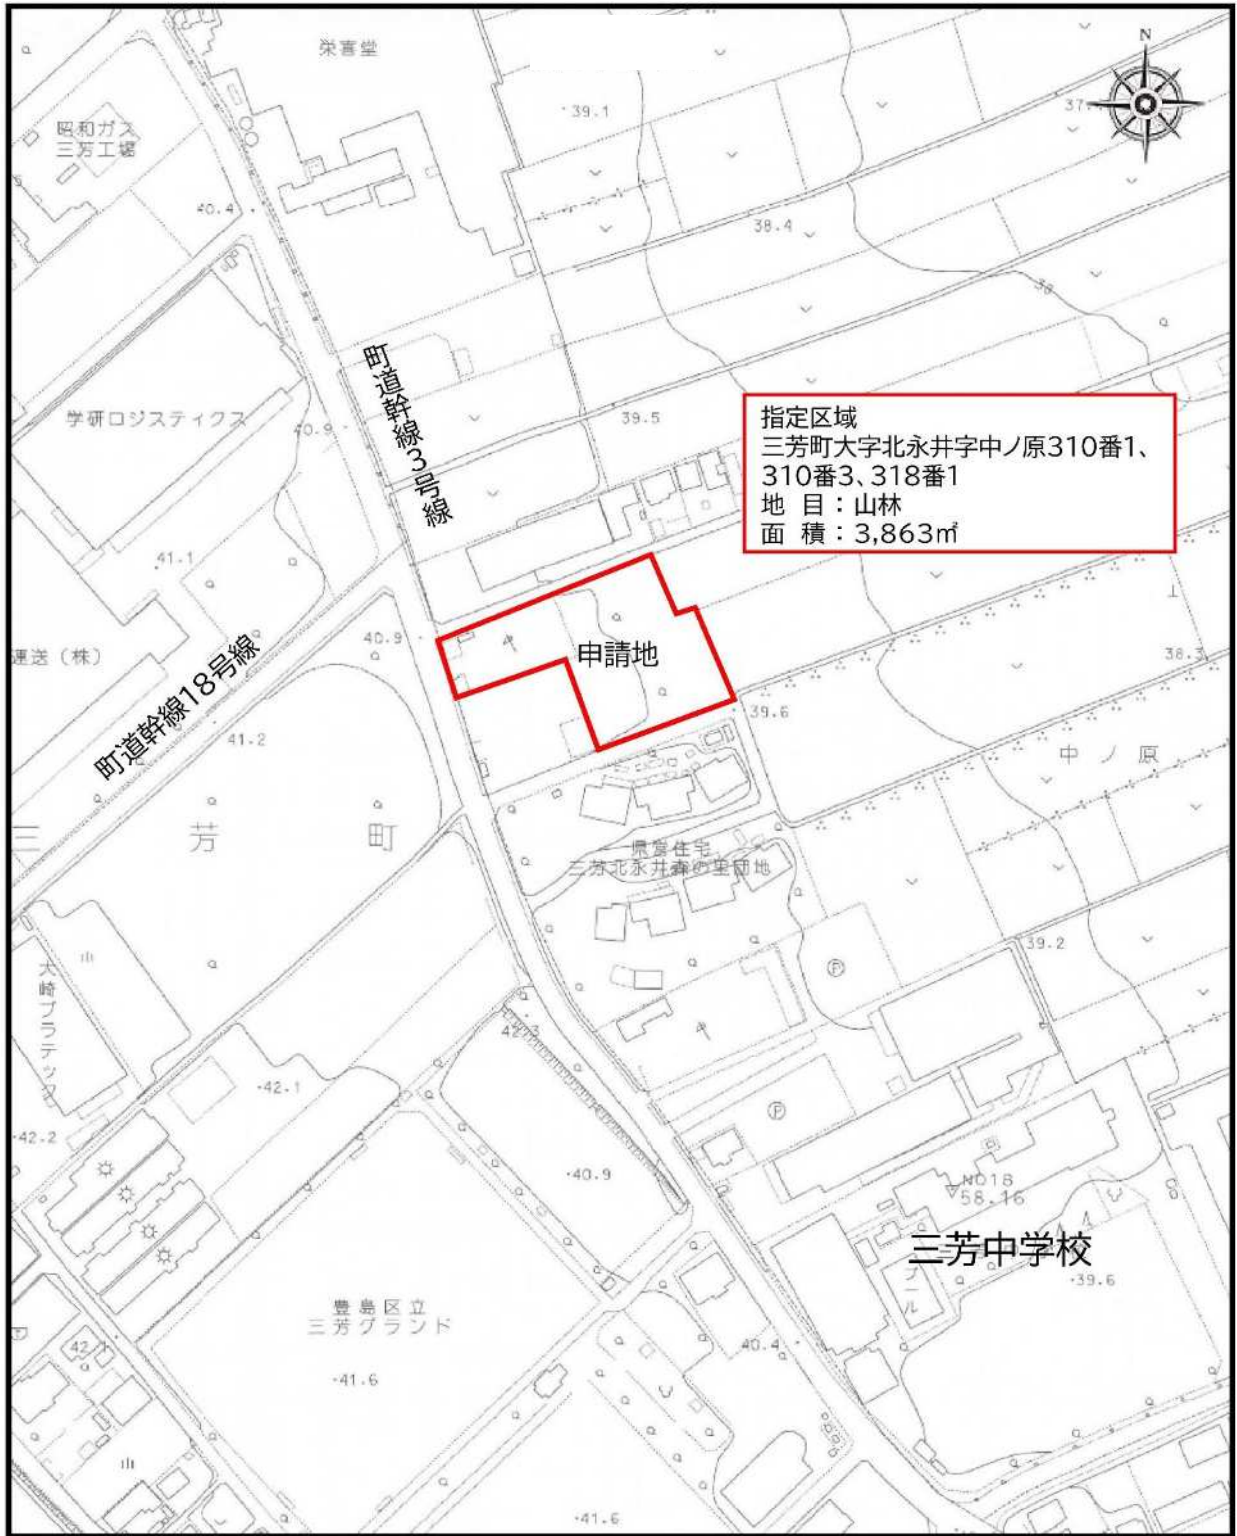 栄喜堂
N
39.1
37
昭和ガス
三芳工場
40.4
38.4
38
町道幹線3号線
学研ロジスティクス
40.9
39.5
指定区域
三芳町大字北永井字中ノ原310番1、
310番3、318番1
地 目：山林
面 積：3,863㎡
41.1
40.9
申請地
運送（株）
38.3
町道幹線18号線
41.2
39.6
中ノ原
三芳町
県営住宅
三芳北永井森の里団地
39.2
大崎プラテック
P
42.3
42.1
P
42.2
40.9
N018
58.16
三芳中学校
プール
39.6
豊島区立
三芳グランド
42.1
40.4
41.6
41.6